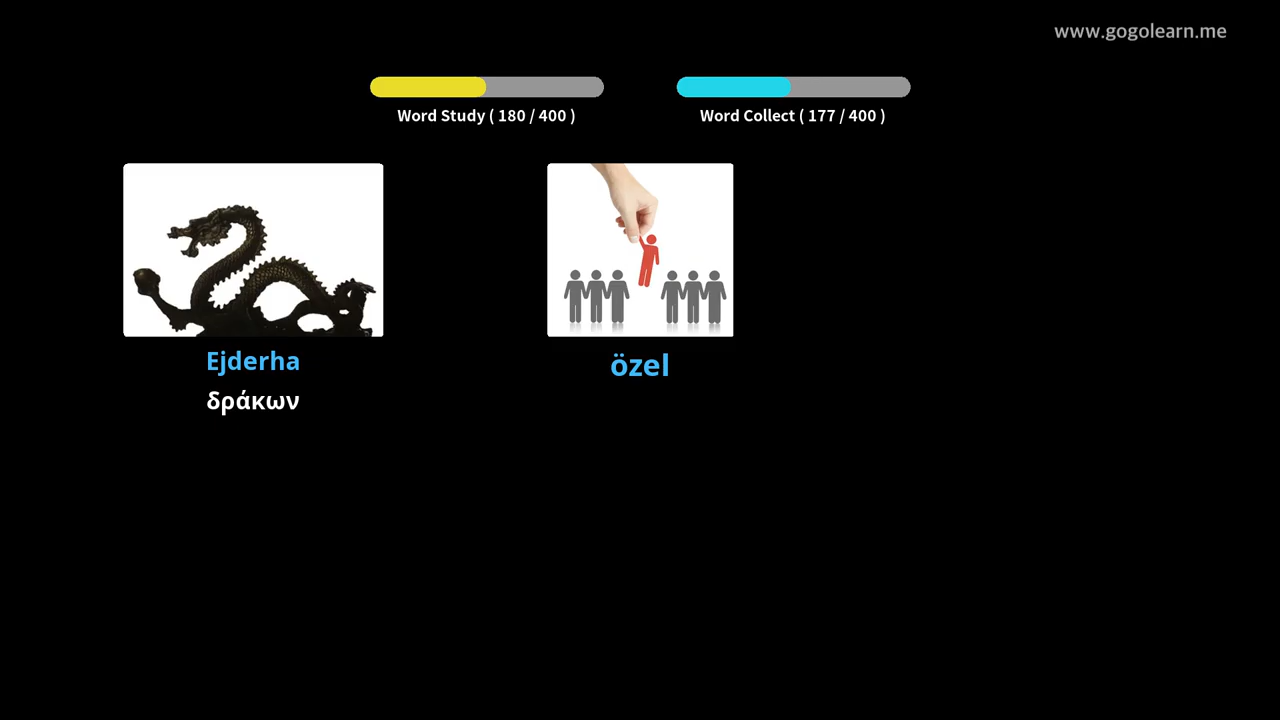 www.gogolearn.me
Word Study ( 180 / 400 )
Word Collect ( 177 / 400 )
Ejderha
δράκων
özel